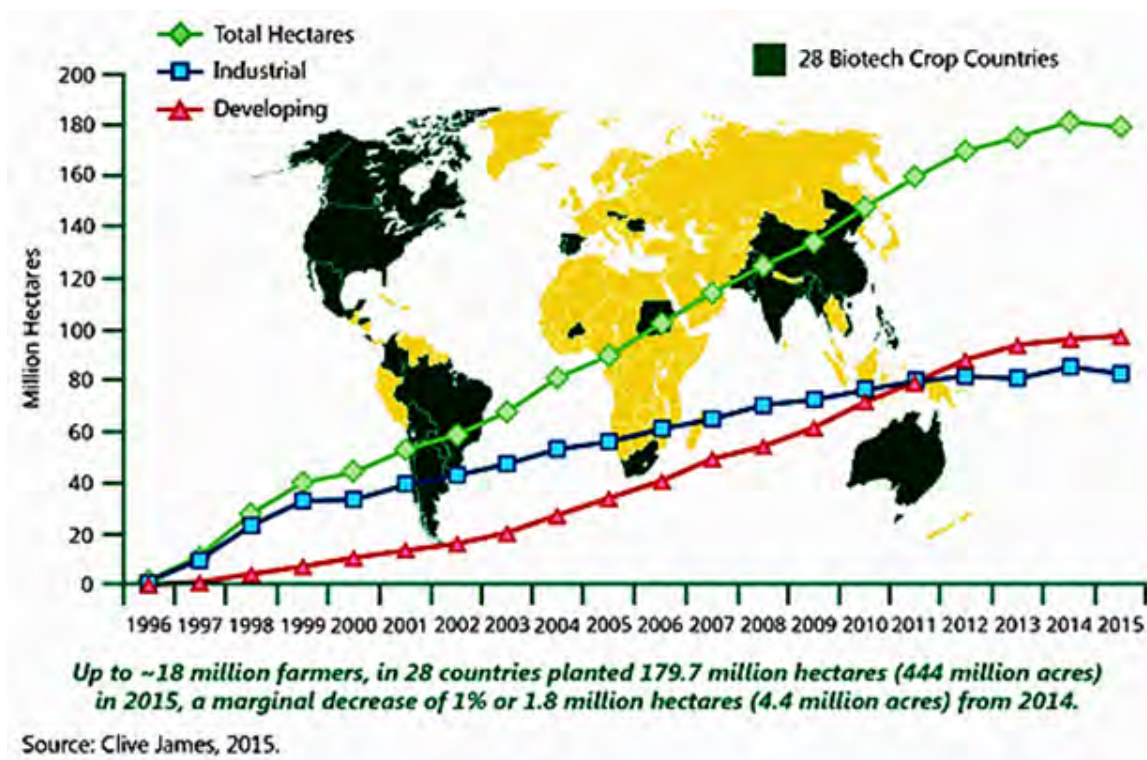 Total Hectares
Industrial
Developing
28 Biotech Crop Countries
200
180
160
140
120
100
80
60
40
20
0
Million Hectares
1996 1997 1998 1999 2000 2001 2002 2003 2004 2005 2006 2007 2008 2009 2010 2011 2012 2013 2014 2015
Up to ~18 million farmers, in 28 countries planted 179.7 million hectares (444 million acres)
in 2015, a marginal decrease of 1% or 1.8 million hectares (4.4 million acres) from 2014.
Source: Clive James, 2015.